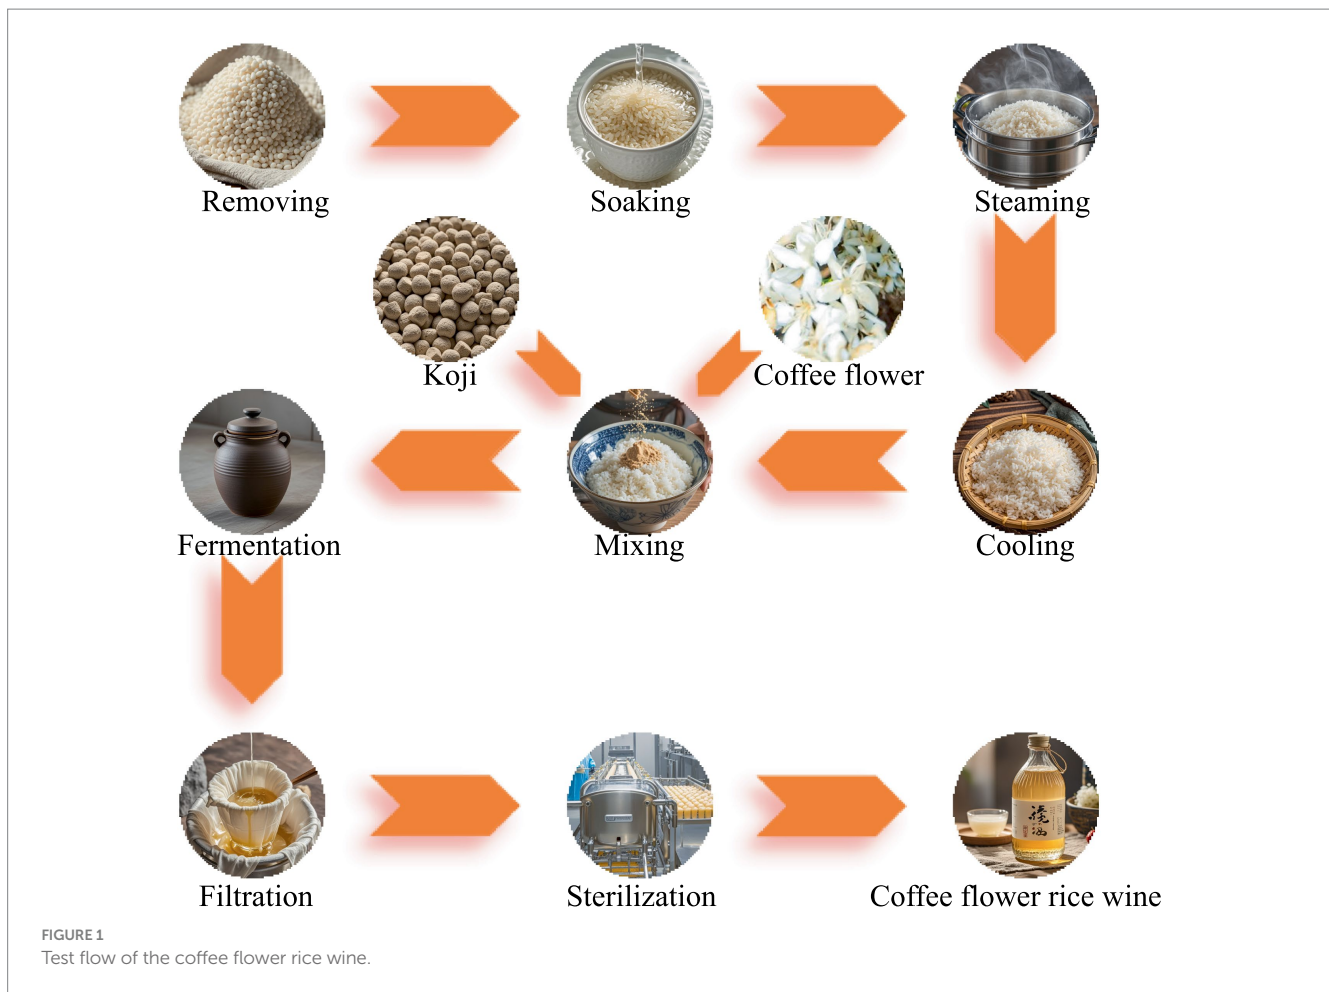 Removing
Soaking
Steaming
Koji
Coffee flower
Fermentation
Mixing
Cooling
Filtration
Sterilization
Coffee flower rice wine
FIGURE 1
Test flow of the coffee flower rice wine.